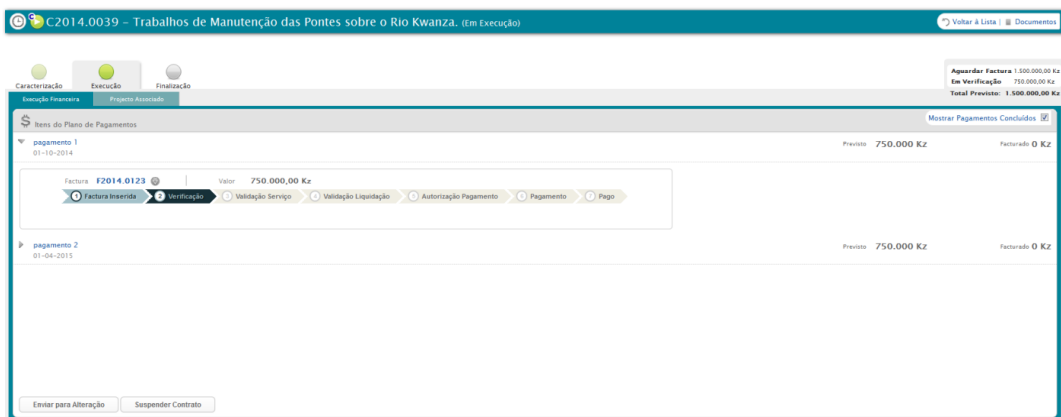 C2014.0039 – Trabalhos de Manutenção das Pontes sobre o Rio Kwanza. (Em Execução)
Voltar à Lista | Documentos
Caracterização
Execução
Finalização
Aguardar Factura 1.500.000,00 Kz
Em Verificação 750.000,00 Kz
Total Previsto: 1.500.000,00 Kz
Execução Financeira
Projecto Associado
Itens do Plano de Pagamentos
Mostrar Pagamentos Concluídos
pagamento 1
Previsto 750.000 Kz
Facturado 0 Kz
01-10-2014
Factura F2014.0123
Valor 750.000,00 Kz
1 Factura Inserida
2 Verificação
3 Validação Serviço
4 Validação Liquidação
5 Autorização Pagamento
6 Pagamento
7 Pago
pagamento 2
Previsto 750.000 Kz
Facturado 0 Kz
01-04-2015
Enviar para Alteração
Suspender Contrato